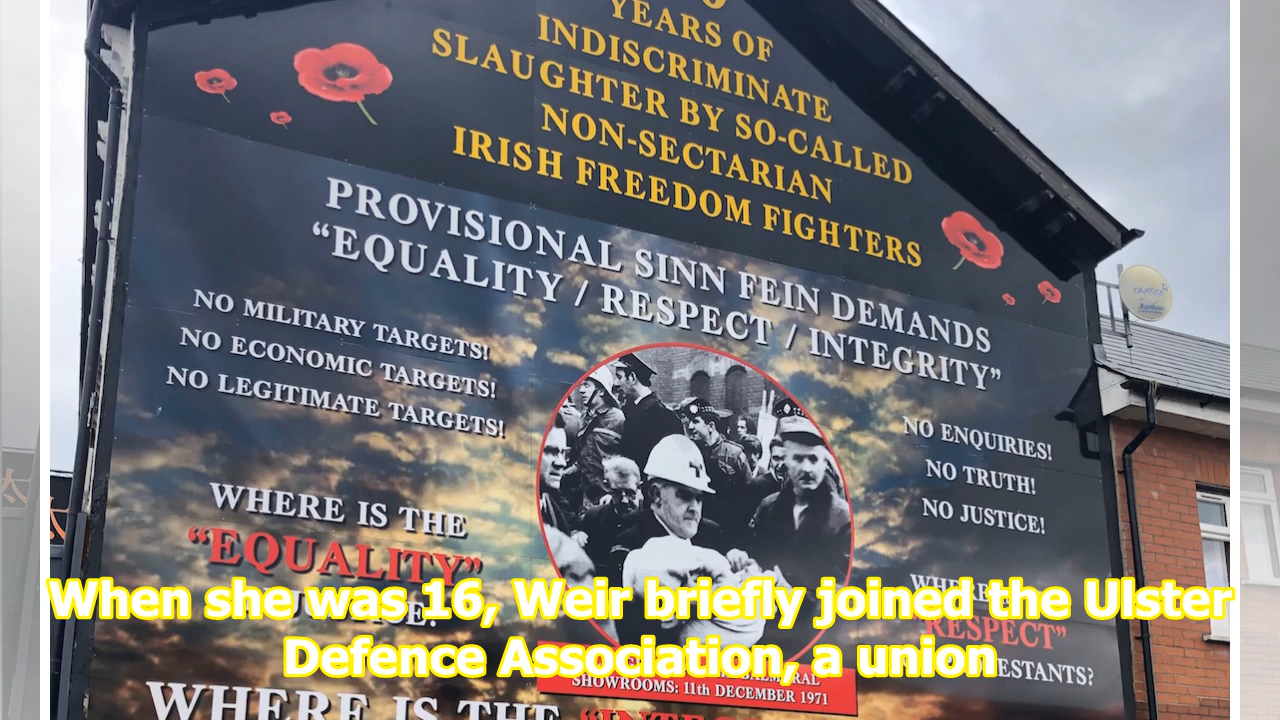 YEARS OF
INDISCRIMINATE
SLAUGHTER BY SO-CALLED
NON-SECTARIAN
IRISH FREEDOM FIGHTERS
PROVISIONAL SINN FEIN DEMANDS
“EQUALITY / RESPECT / INTEGRITY”
NO MILITARY TARGETS!
NO ECONOMIC TARGETS!
NO LEGITIMATE TARGETS!
NO ENQUIRIES!
NO TRUTH!
NO JUSTICE!
WHERE IS THE
“EQUALITY”
WHERE
“RESPECT”
When she was 16, Weir briefly joined the Ulster
Defence Association, a union
SHOWROOMS: 11th DECEMBER 1971
WHERE IS THE